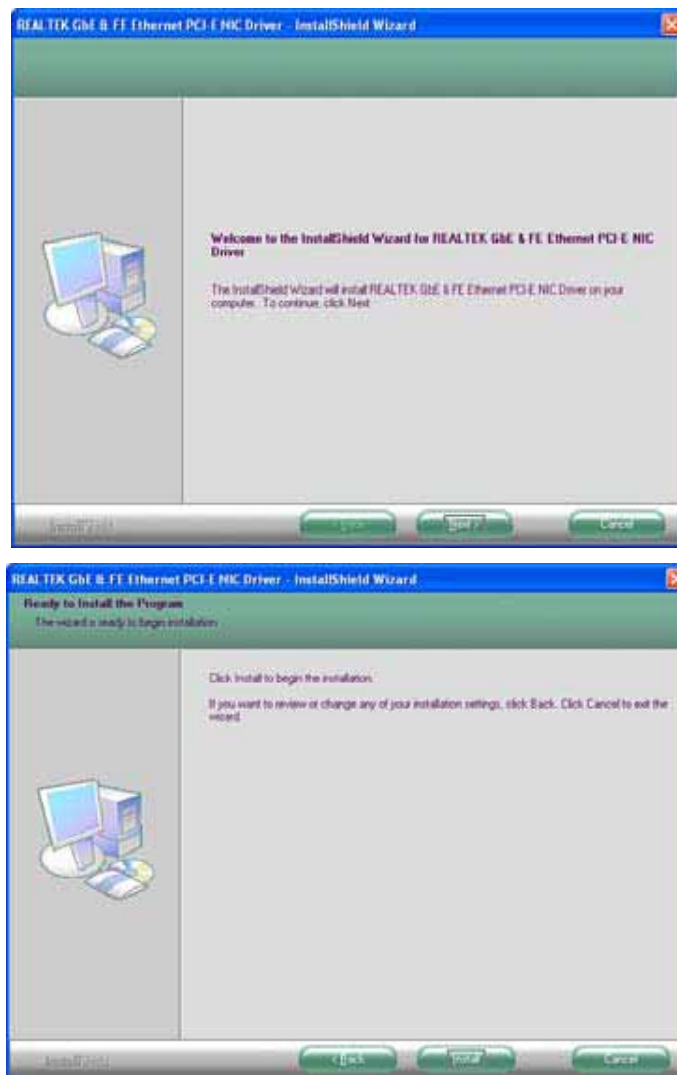 REALTEK GbE & FE Ethernet PCI-E NIC Driver - InstallShield Wizard
Welcome to the InstallShield Wizard for REALTEK GbE & FE Ethernet PCI-E NIC
Driver
The InstallShield Wizard will install REALTEK GbE & FE Ethernet PCI-E NIC Driver on your
computer. To continue, click Next
InstallShield
< Back
Next >
Cancel
REALTEK GbE & FE Ethernet PCI-E NIC Driver - InstallShield Wizard
Ready to Install the Program
The wizard is ready to begin installation.
Click Install to begin the installation.
If you want to review or change any of your installation settings, click Back. Click Cancel to exit the
wizard.
InstallShield
< Back
Install
Cancel